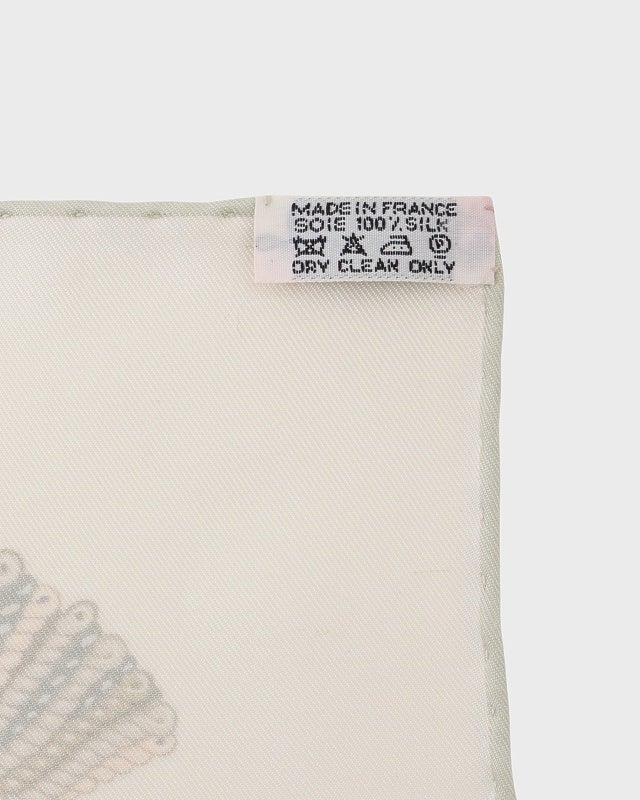 MADE IN FRANCE
SOIE 100% SILK
P
DRY CLEAN ONLY